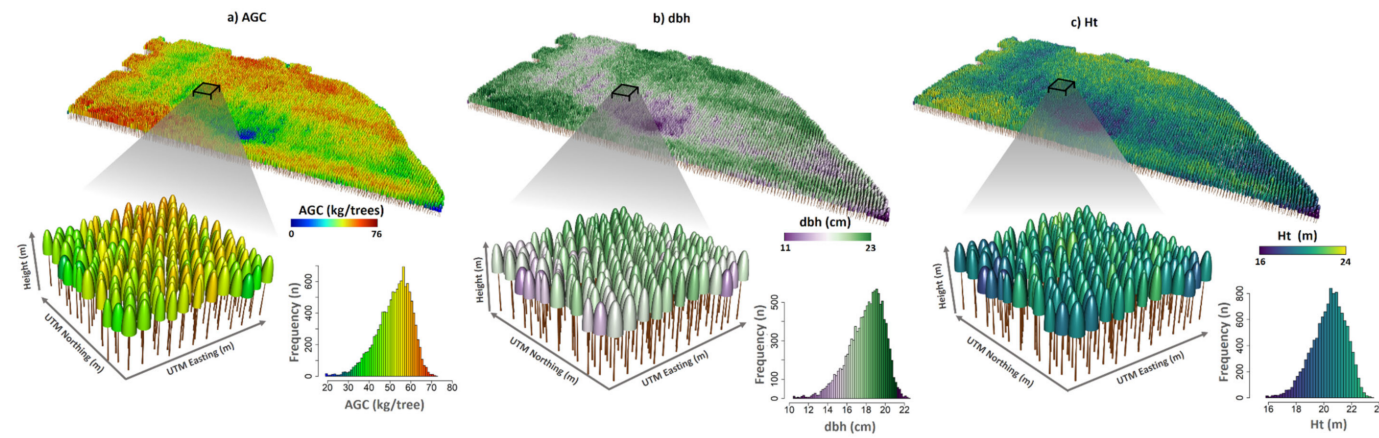 a) AGC
AGC (kg/trees)
0 76
Height (m)
UTM Northing (m)
UTM Easting (m)
Frequency (n)
0 200 400 600
20 30 40 50 60 70 80
AGC (kg/tree)
b) dbh
dbh (cm)
11 23
Height (m)
UTM Northing (m)
UTM Easting (m)
Frequency (n)
0 100 300 500
10 12 14 16 18 20 22
dbh (cm)
c) Ht
Ht (m)
16 24
Height (m)
UTM Northing (m)
UTM Easting (m)
Frequency (n)
0 200 400 600 800
16 18 20 22 24
Ht (m)